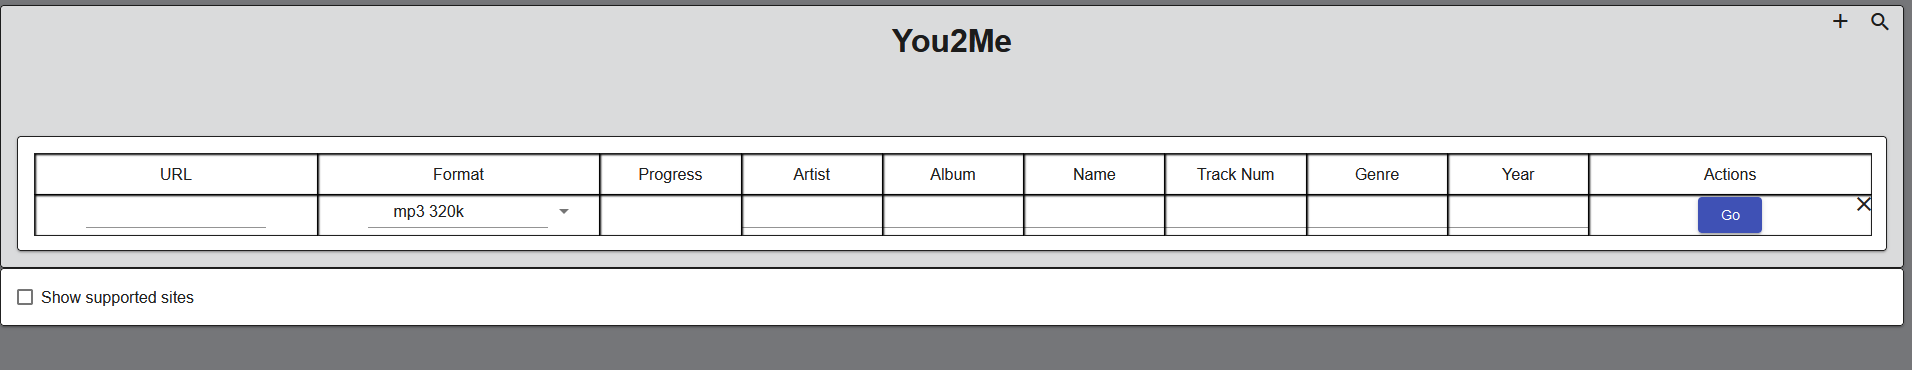 You2Me
URL Format Progress Artist Album Name Track Num Genre Year Actions
mp3 320k Go
Show supported sites